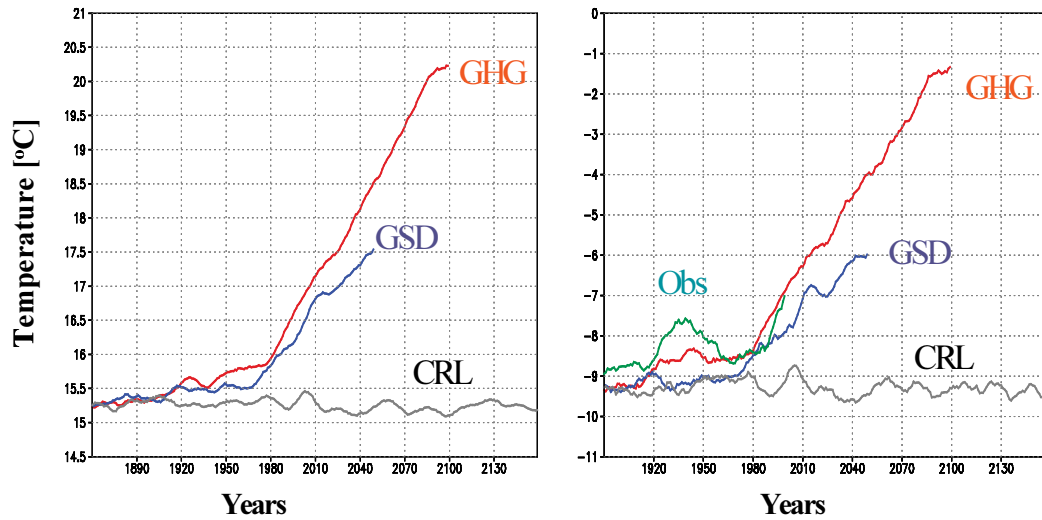 Temperature [°C]
21
20.5
20
19.5
19
18.5
18
17.5
17
16.5
16
15.5
15
14.5
GHG
GSD
CRL
1890 1920 1950 1980 2010 2040 2070 2100 2130
Years
0
−1
−2
−3
−4
−5
−6
−7
−8
−9
−10
−11
GHG
GSD
Obs
CRL
1920 1950 1980 2010 2040 2070 2100 2130
Years